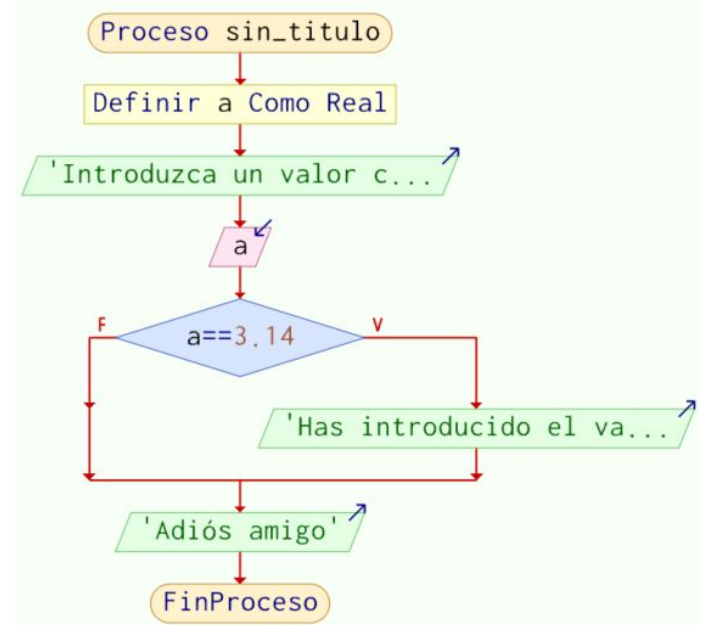 Proceso sin_titulo
Definir a Como Real
'Introduzca un valor c...
a
F
a==3.14
V
'Has introducido el va...
'Adiós amigo'
FinProceso